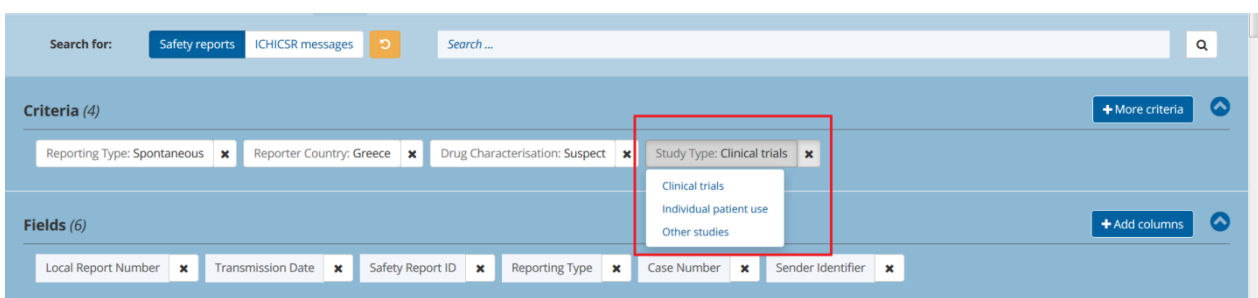 Search for: Safety reports ICHICSR messages Search ...
Criteria (4) More criteria
Reporting Type: Spontaneous Reporter Country: Greece Drug Characterisation: Suspect Study Type: Clinical trials
Clinical trials
Individual patient use
Other studies
Fields (6) Add columns
Local Report Number Transmission Date Safety Report ID Reporting Type Case Number Sender Identifier